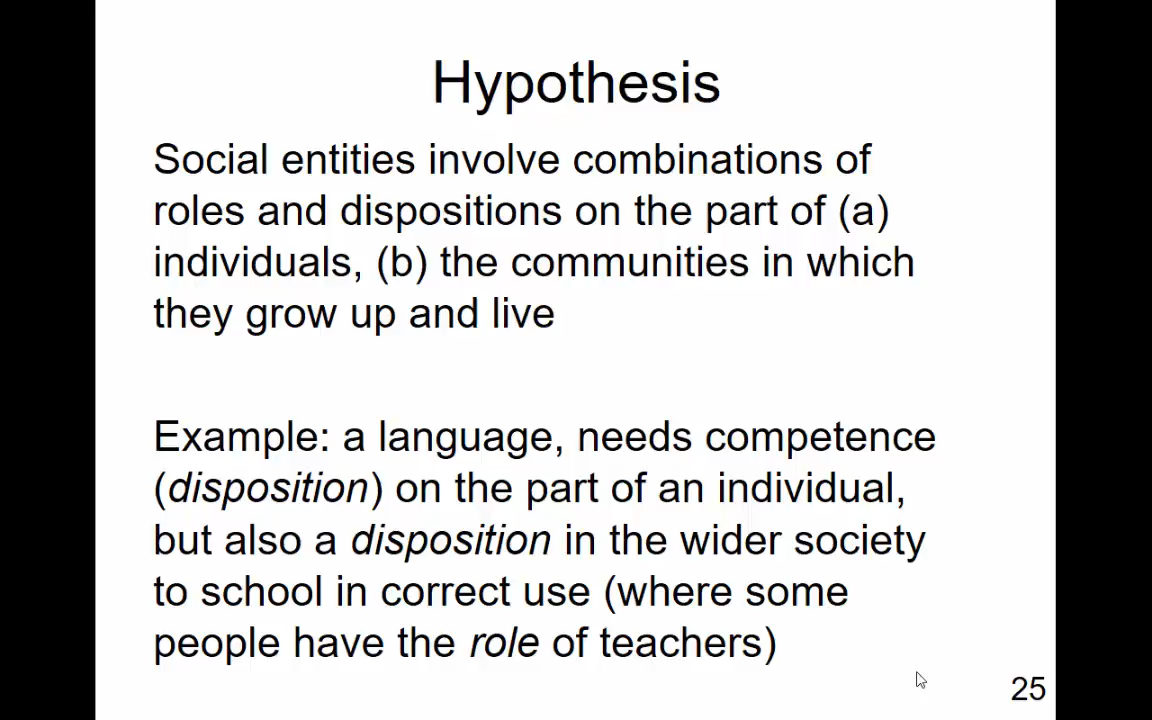 Hypothesis
Social entities involve combinations of
roles and dispositions on the part of (a)
individuals, (b) the communities in which
they grow up and live
Example: a language, needs competence
(disposition) on the part of an individual,
but also a disposition in the wider society
to school in correct use (where some
people have the role of teachers)
25